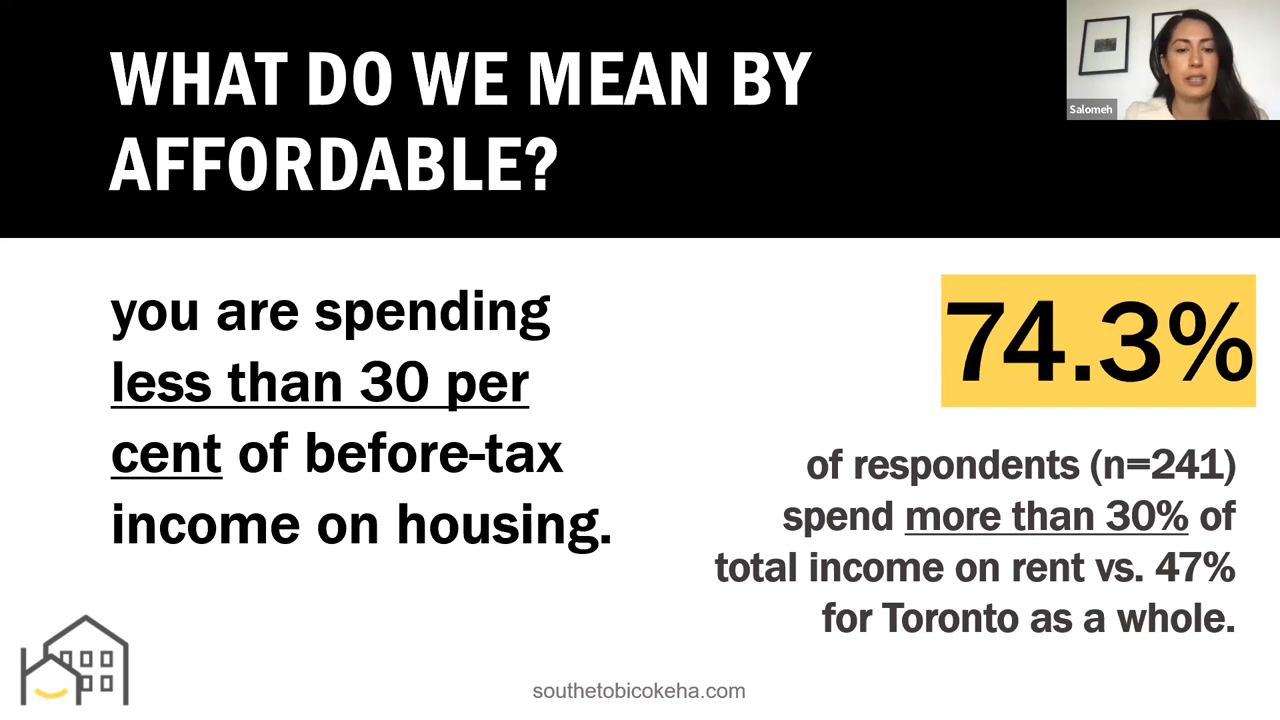 WHAT DO WE MEAN BY
AFFORDABLE?
Salomeh
you are spending
less than 30 per
cent of before-tax
income on housing.
74.3%
of respondents (n=241)
spend more than 30% of
total income on rent vs. 47%
for Toronto as a whole.
southetobicokeha.com